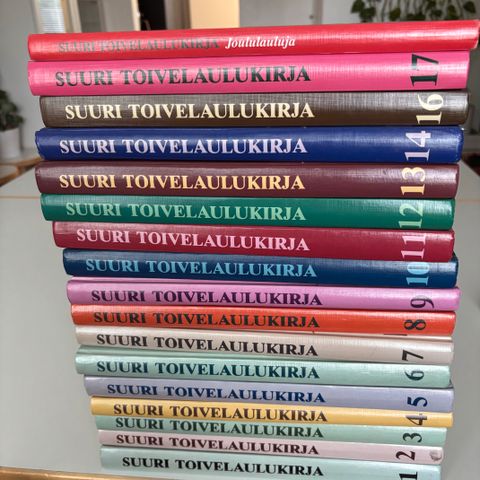 SUURI TOIVELAULUKIRJA Joululauluja
SUURI TOIVELAULUKIRJA 17
SUURI TOIVELAULUKIRJA 16
SUURI TOIVELAULUKIRJA 14
SUURI TOIVELAULUKIRJA 13
SUURI TOIVELAULUKIRJA 12
SUURI TOIVELAULUKIRJA 11
SUURI TOIVELAULUKIRJA 10
SUURI TOIVELAULUKIRJA 9
SUURI TOIVELAULUKIRJA 8
SUURI TOIVELAULUKIRJA 7
SUURI TOIVELAULUKIRJA 6
SUURI TOIVELAULUKIRJA 5
SUURI TOIVELAULUKIRJA 4
SUURI TOIVELAULUKIRJA 3
SUURI TOIVELAULUKIRJA 2
SUURI TOIVELAULUKIRJA 1